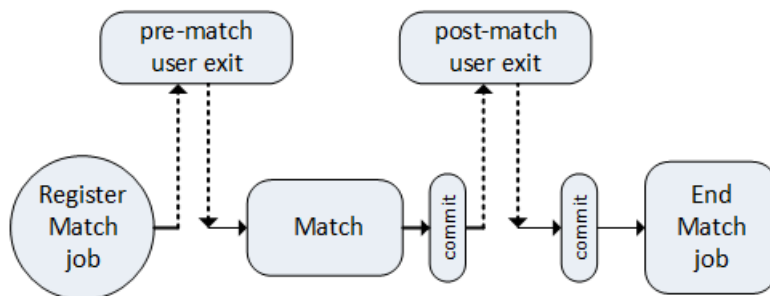 pre-match
user exit
post-match
user exit
Register
Match
job
Match
commit
commit
End
Match
job